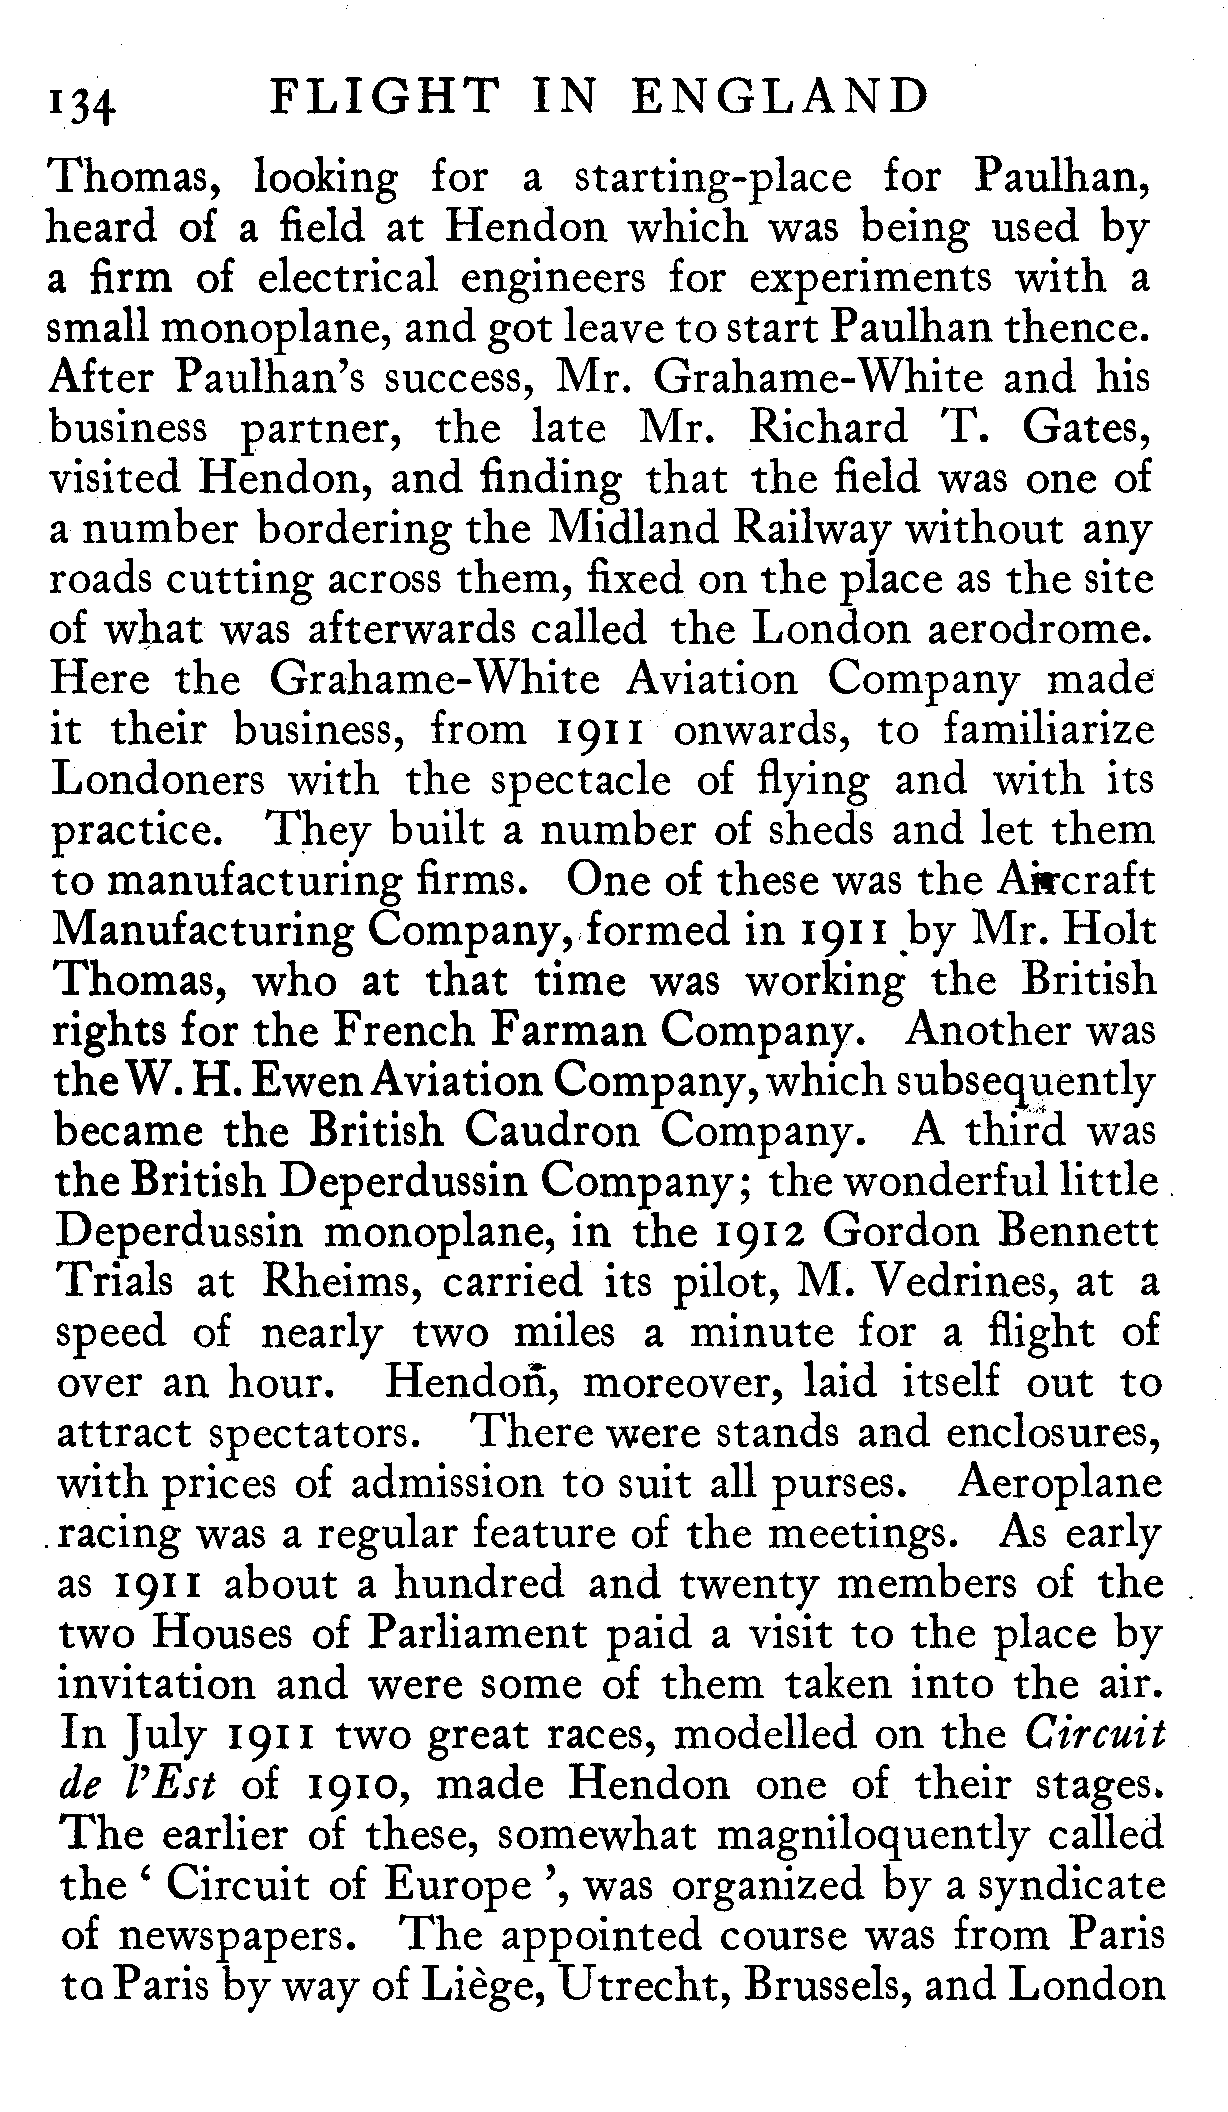 134 FLIGHT IN ENGLAND
Thomas, looking for a starting-place for Paulhan,
heard of a field at Hendon which was being used by
a firm of electrical engineers for experiments with a
small monoplane, and got leave to start Paulhan thence.
After Paulhan's success, Mr. Grahame-White and his
business partner, the late Mr. Richard T. Gates,
visited Hendon, and finding that the field was one of
a number bordering the Midland Railway without any
roads cutting across them, fixed on the place as the site
of what was afterwards called the London aerodrome.
Here the Grahame-White Aviation Company made
it their business, from 1911 onwards, to familiarize
Londoners with the spectacle of flying and with its
practice. They built a number of sheds and let them
to manufacturing firms. One of these was the Aircraft
Manufacturing Company, formed in 1911 by Mr. Holt
Thomas, who at that time was working the British
rights for the French Farman Company. Another was
the W. H. Ewen Aviation Company, which subsequently
became the British Caudron Company. A third was
the British Deperdussin Company; the wonderful little
Deperdussin monoplane, in the 1912 Gordon Bennett
Trials at Rheims, carried its pilot, M. Vedrines, at a
speed of nearly two miles a minute for a flight of
over an hour. Hendon, moreover, laid itself out to
attract spectators. There were stands and enclosures,
with prices of admission to suit all purses. Aeroplane
racing was a regular feature of the meetings. As early
as 1911 about a hundred and twenty members of the
two Houses of Parliament paid a visit to the place by
invitation and were some of them taken into the air.
In July 1911 two great races, modelled on the Circuit
de l'Est of 1910, made Hendon one of their stages.
The earlier of these, somewhat magniloquently called
the ‘ Circuit of Europe ’, was organized by a syndicate
of newspapers. The appointed course was from Paris
to Paris by way of Liège, Utrecht, Brussels, and London